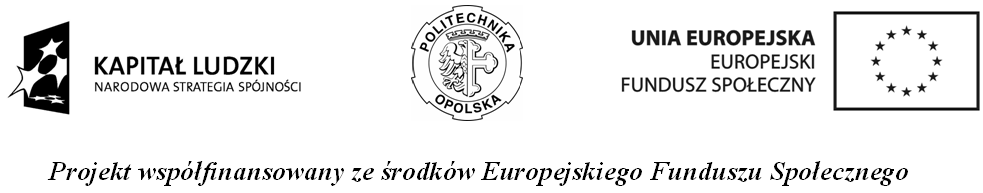 KAPITAŁ LUDZKI
NARODOWA STRATEGIA SPÓJNOŚCI
POLITECHNIKA
OPOLSKA
UNIA EUROPEJSKA
EUROPEJSKI
FUNDUSZ SPOŁECZNY
Projekt współfinansowany ze środków Europejskiego Funduszu Społecznego